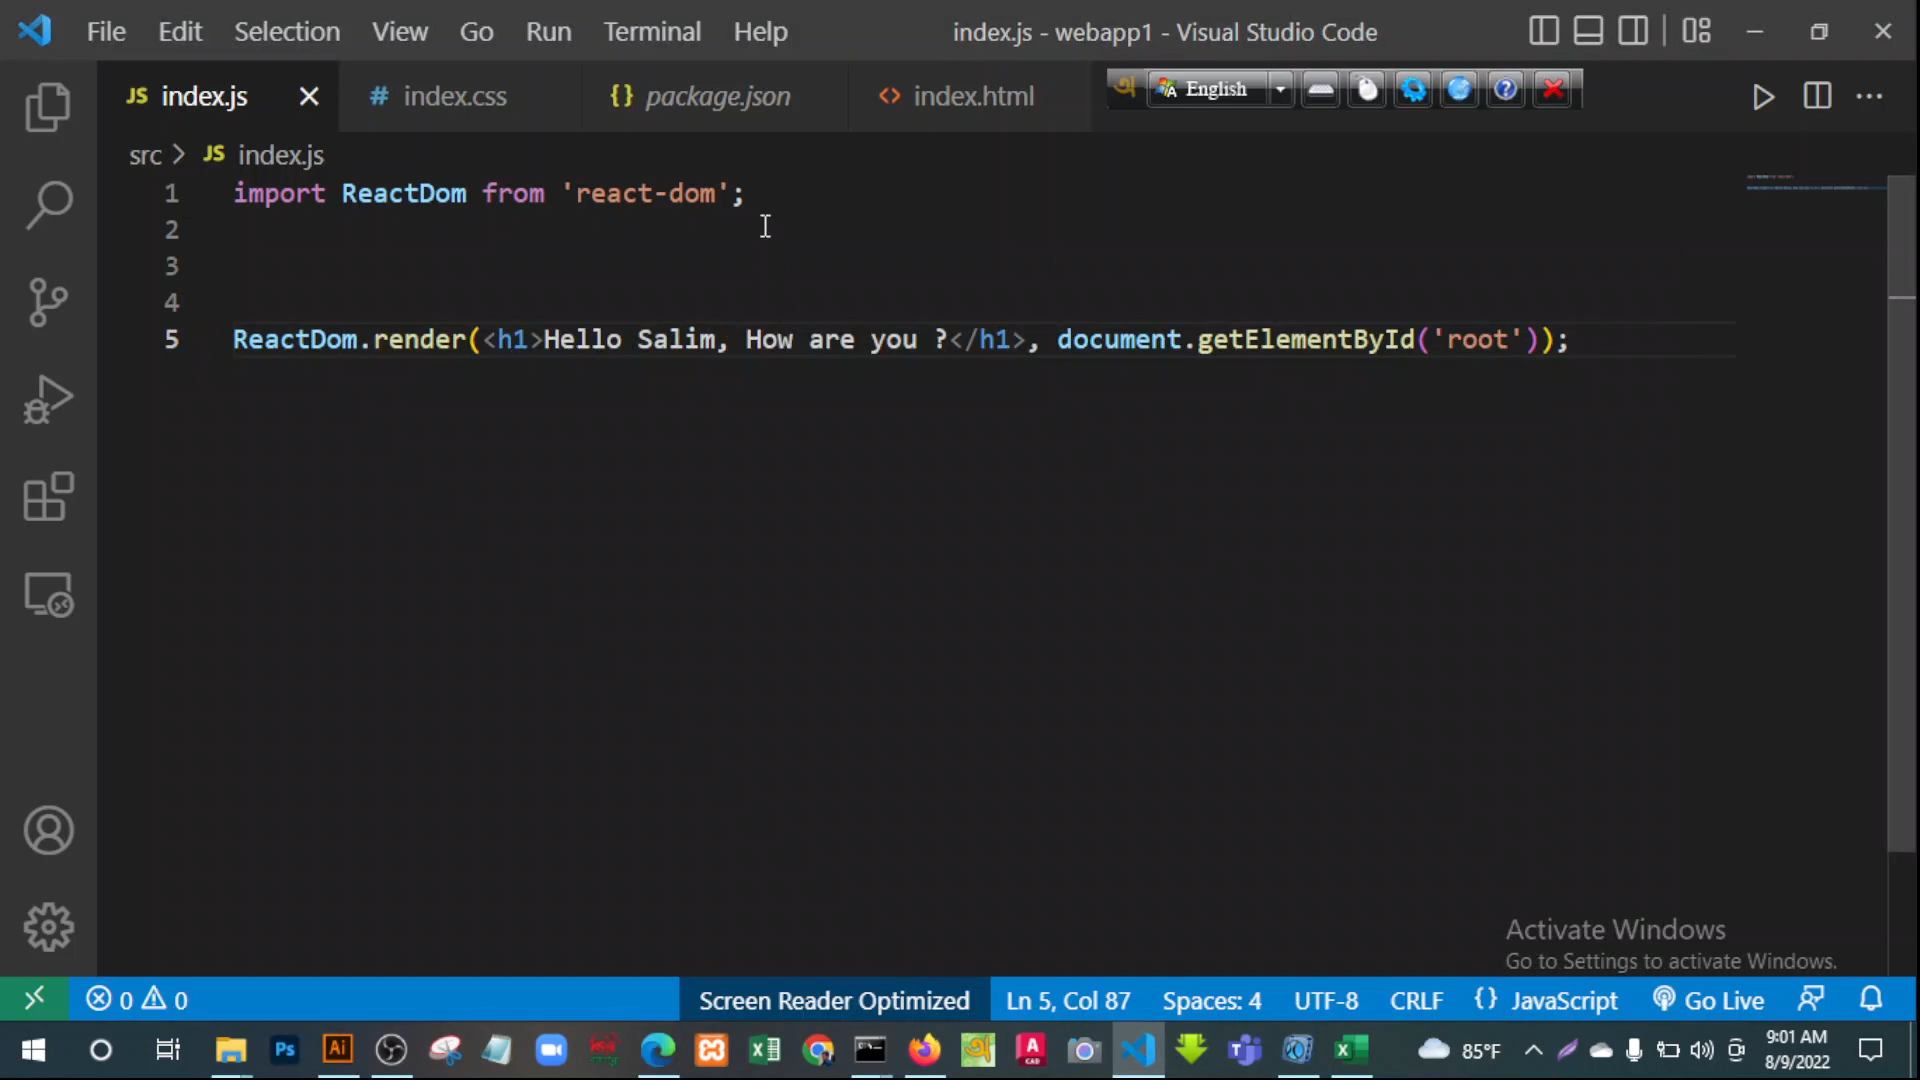 File Edit Selection View Go Run Terminal Help index.js - webapp1 - Visual Studio Code
JS index.js # index.css {} package.json <> index.html অ English
src > JS index.js
1 import ReactDom from 'react-dom';
2
3
4
5 ReactDom.render(<h1>Hello Salim, How are you ?</h1>, document.getElementById('root'));
Activate Windows
Go to Settings to activate Windows.
0 0 Screen Reader Optimized Ln 5, Col 87 Spaces: 4 UTF-8 CRLF {} JavaScript Go Live
Ps Ai A CAD 85°F 9:01 AM
8/9/2022